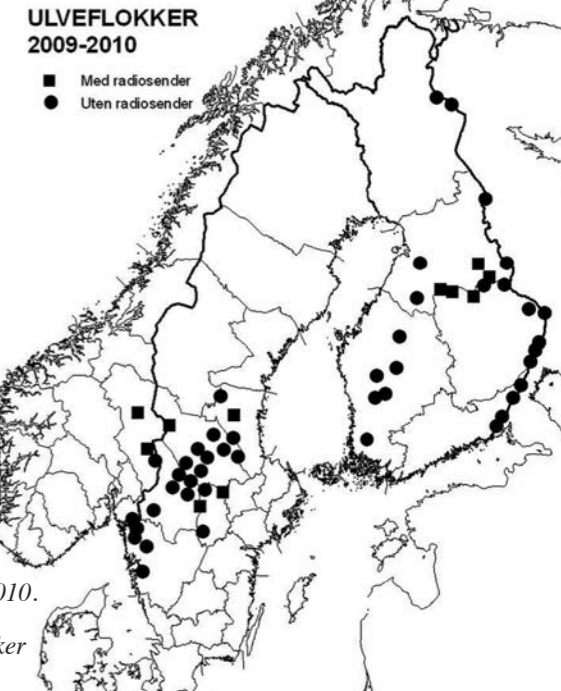 ULVEFLOKKER
2009-2010
Med radiosender
Uten radiosender
010.
ker